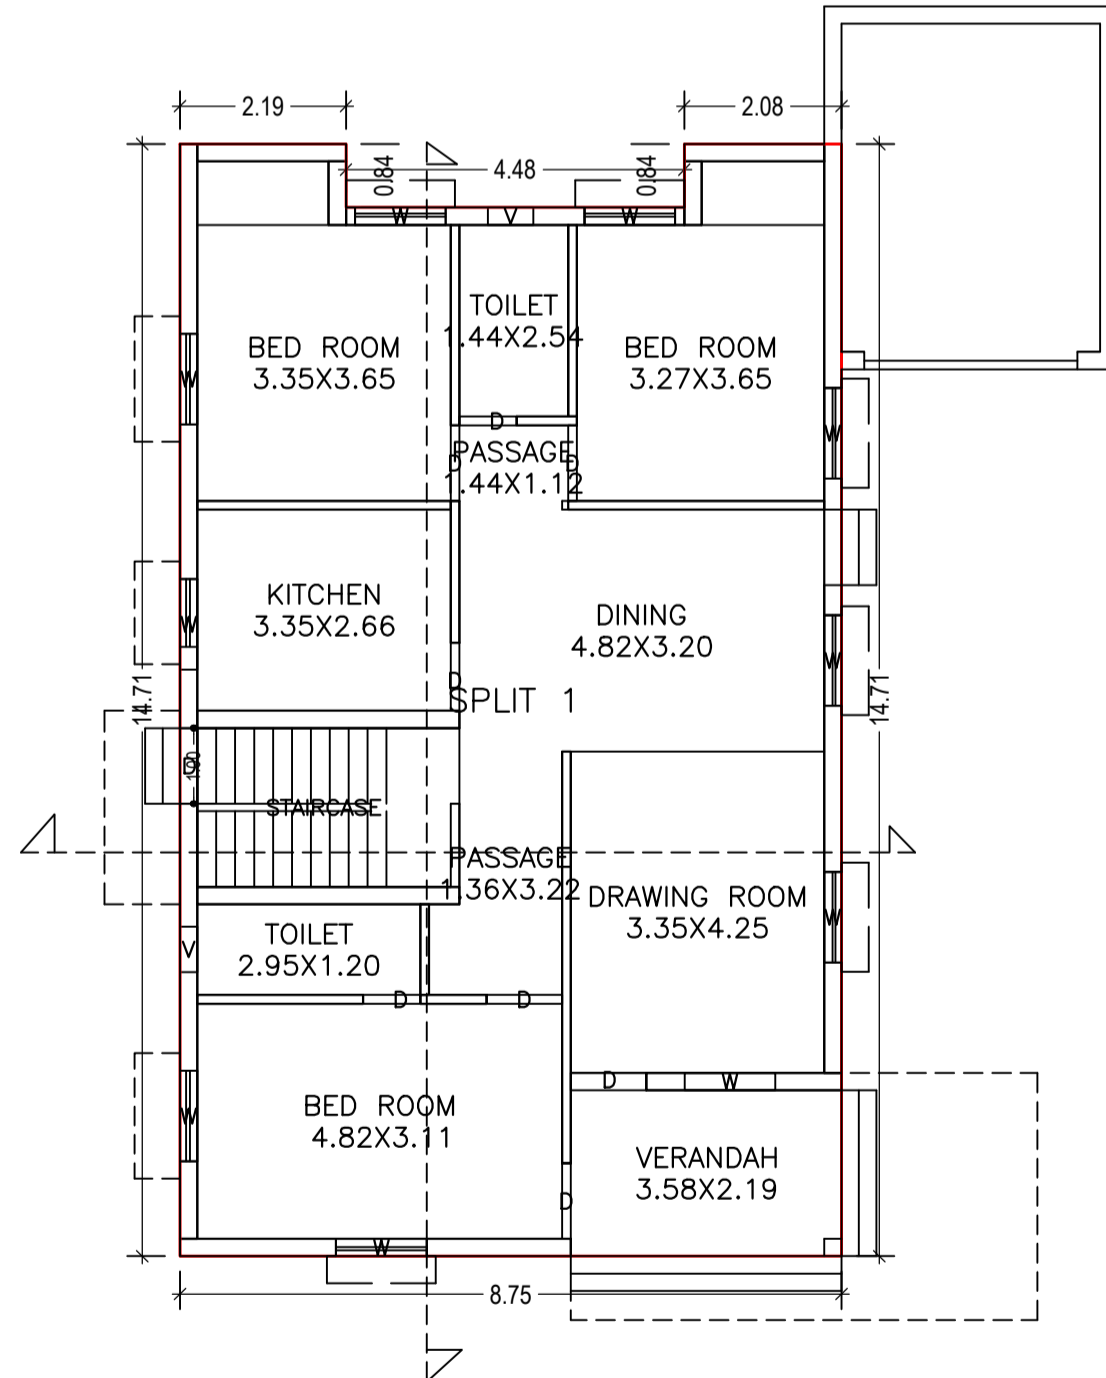 2.19
2.08
0.84
4.48
0.84
W
V
W
TOILET
1.44X2.54
BED ROOM
3.35X3.65
BED ROOM
3.27X3.65
W
D
W
PASSAGE
1.44X1.12
D
D
KITCHEN
3.35X2.66
W
DINING
4.82X3.20
W
D
14.71
SPLIT 1
14.71
D
STAIRCASE
PASSAGE
1.36X3.22
DRAWING ROOM
3.35X4.25
W
TOILET
2.95X1.20
V
D
D
D
W
BED ROOM
4.82X3.11
W
VERANDAH
3.58X2.19
D
W
8.75